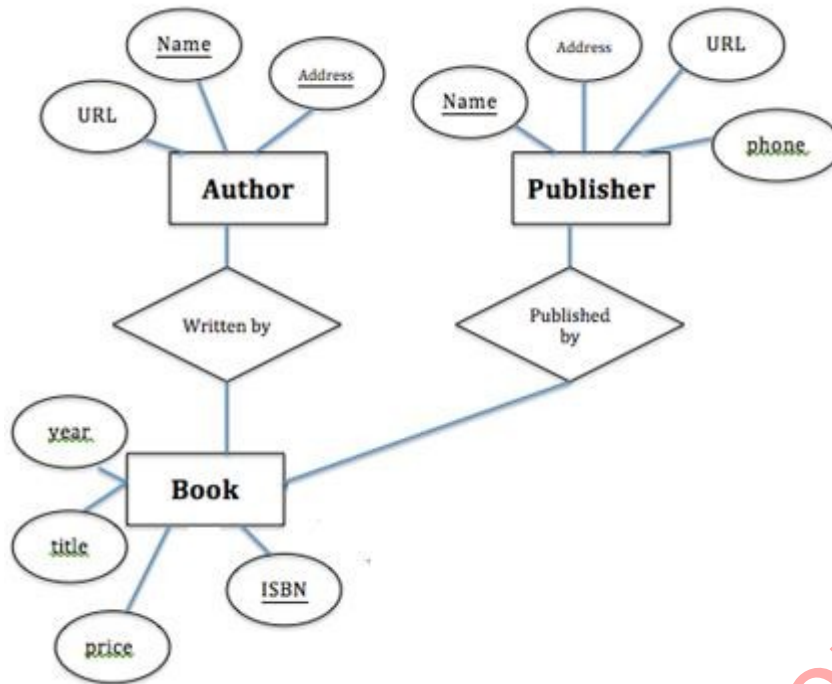 Name
Address
URL
Author
Written by
Name
Address
URL
phone
Publisher
Published
by
year
title
price
ISBN
Book